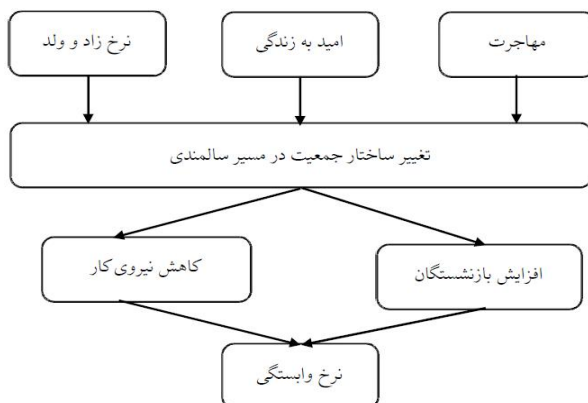 مهاجرت
امید به زندگی
نرخ زاد و ولد
تغییر ساختار جمعیت در مسیر سالمندی
افزایش بازنشستگان
کاهش نیروی‌کار
نرخ وابستگی